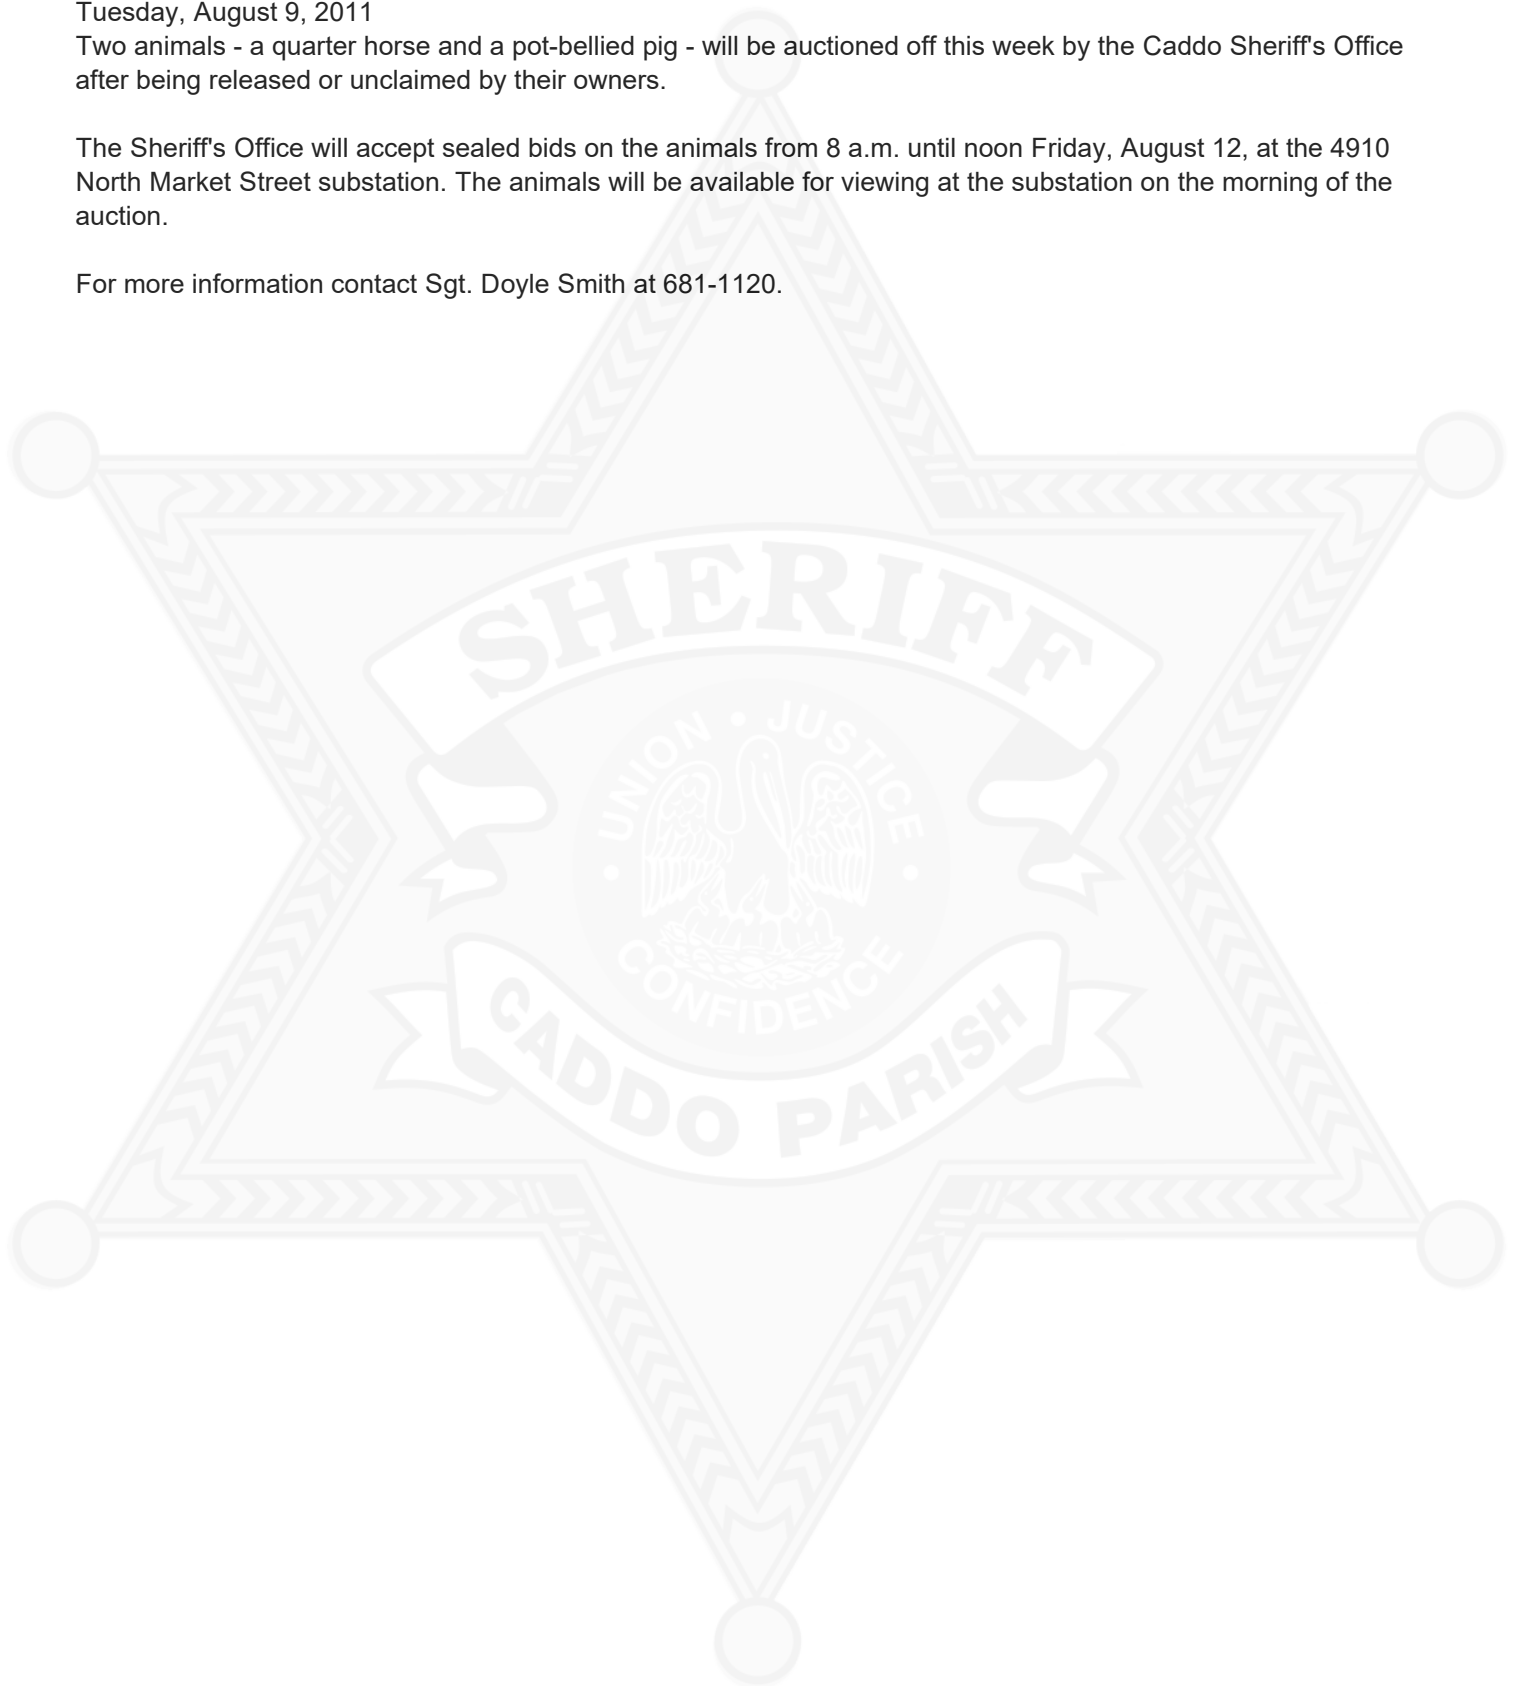 Tuesday, August 9, 2011
Two animals - a quarter horse and a pot-bellied pig - will be auctioned off this week by the Caddo Sheriff's Office
after being released or unclaimed by their owners.
The Sheriff's Office will accept sealed bids on the animals from 8 a.m. until noon Friday, August 12, at the 4910
North Market Street substation. The animals will be available for viewing at the substation on the morning of the
auction.
For more information contact Sgt. Doyle Smith at 681-1120.
SHERIFF
UNION • JUSTICE
• CONFIDENCE •
CADDO PARISH